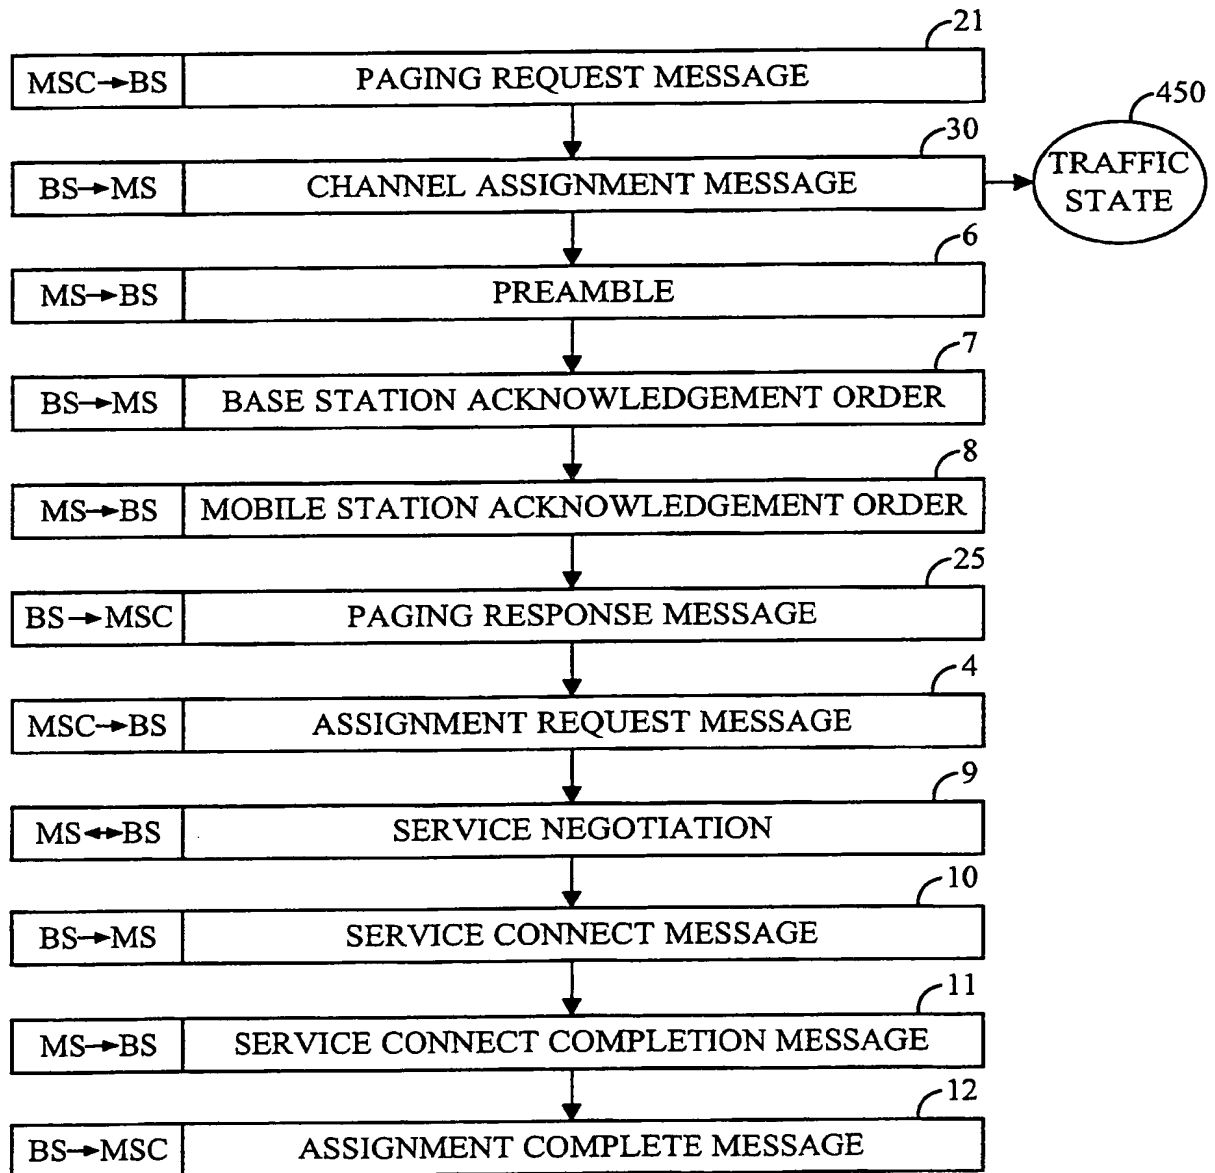 21
MSC→BS PAGING REQUEST MESSAGE
450
30
BS→MS CHANNEL ASSIGNMENT MESSAGE
TRAFFIC
STATE
6
MS→BS PREAMBLE
7
BS→MS BASE STATION ACKNOWLEDGEMENT ORDER
8
MS→BS MOBILE STATION ACKNOWLEDGEMENT ORDER
25
BS→MSC PAGING RESPONSE MESSAGE
4
MSC→BS ASSIGNMENT REQUEST MESSAGE
9
MS↔BS SERVICE NEGOTIATION
10
BS→MS SERVICE CONNECT MESSAGE
11
MS→BS SERVICE CONNECT COMPLETION MESSAGE
12
BS→MSC ASSIGNMENT COMPLETE MESSAGE